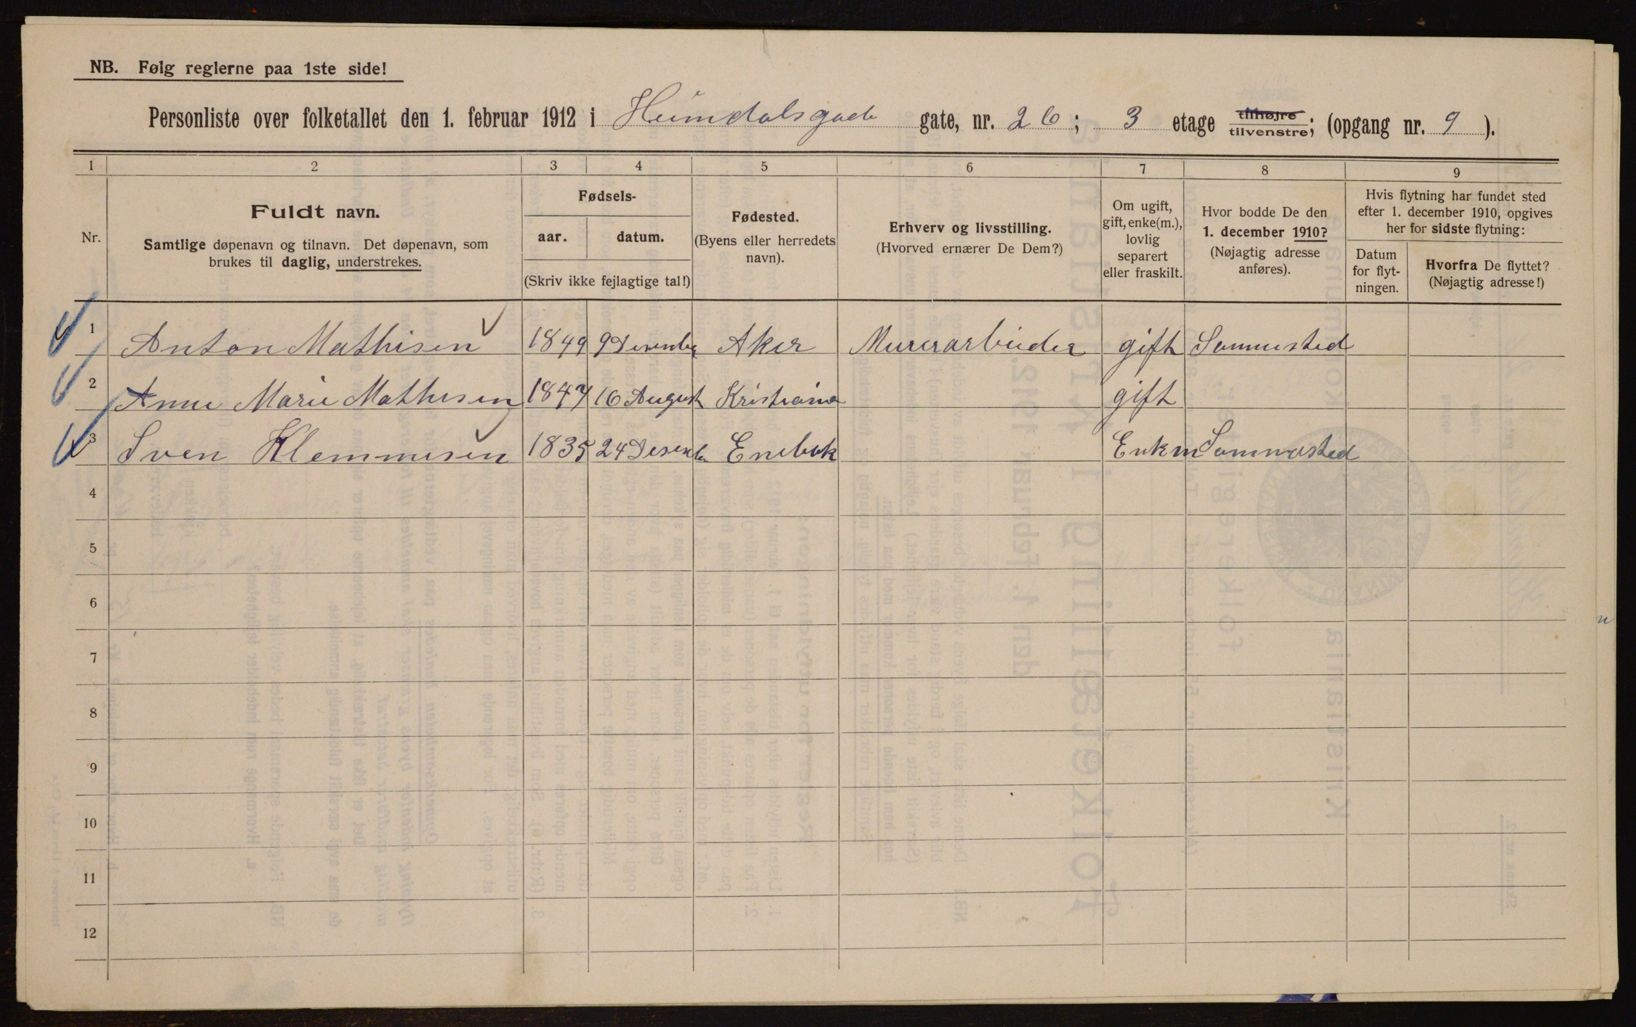 NB. Følg reglerne paa 1ste side!
Personliste over folketallet den 1. februar 1912 i Heimdalsgade gate, nr. 26; 3 etage tilhøjre tilvenstre; (opgang nr. 9).
1 2 3 4 5 6 7 8 9
Nr.
Fuldt navn.
Samtlige døpenavn og tilnavn. Det døpenavn, som
brukes til daglig, understrekes.
Fødsels-
aar. datum.
(Skriv ikke fejlagtige tal!)
Fødested.
(Byens eller herredets
navn).
Erhverv og livsstilling.
(Hvorved ernærer De Dem?)
Om ugift,
gift, enke(m.),
lovlig
separert
eller fraskilt.
Hvor bodde De den
1. december 1910?
(Nøjagtig adresse
anføres).
Hvis flytning har fundet sted
efter 1. december 1910, opgives
her for sidste flytning:
Datum
for flyt-
ningen.
Hvorfra De flyttet?
(Nøjagtig adresse!)
1 Anton Mathisen 1849 9 Desember Aker Murerarbeider gift Sammested
2 Anne Marie Mathisen 1847 16 August Kristiania gift
3 Sven Klemmesen 1835 24 Desember Enebak Enkm Sammested
4
5
6
7
8
9
10
11
12